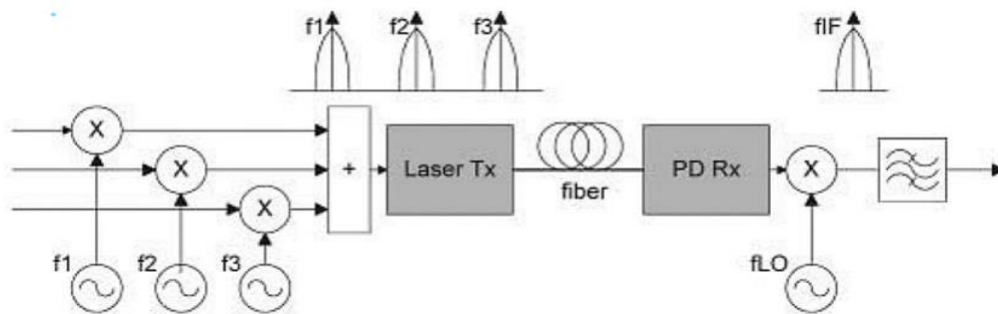 f1 f2 f3 fIF
X
X
X
+
Laser Tx
fiber
PD Rx
X
f1 f2 f3 fLO